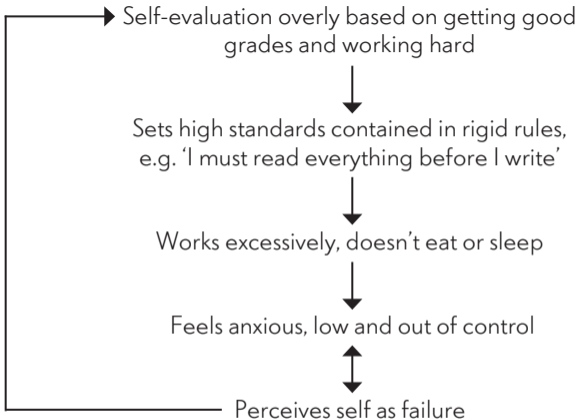 Self-evaluation overly based on getting good
grades and working hard
Sets high standards contained in rigid rules,
e.g. ‘I must read everything before I write’
Works excessively, doesn’t eat or sleep
Feels anxious, low and out of control
Perceives self as failure